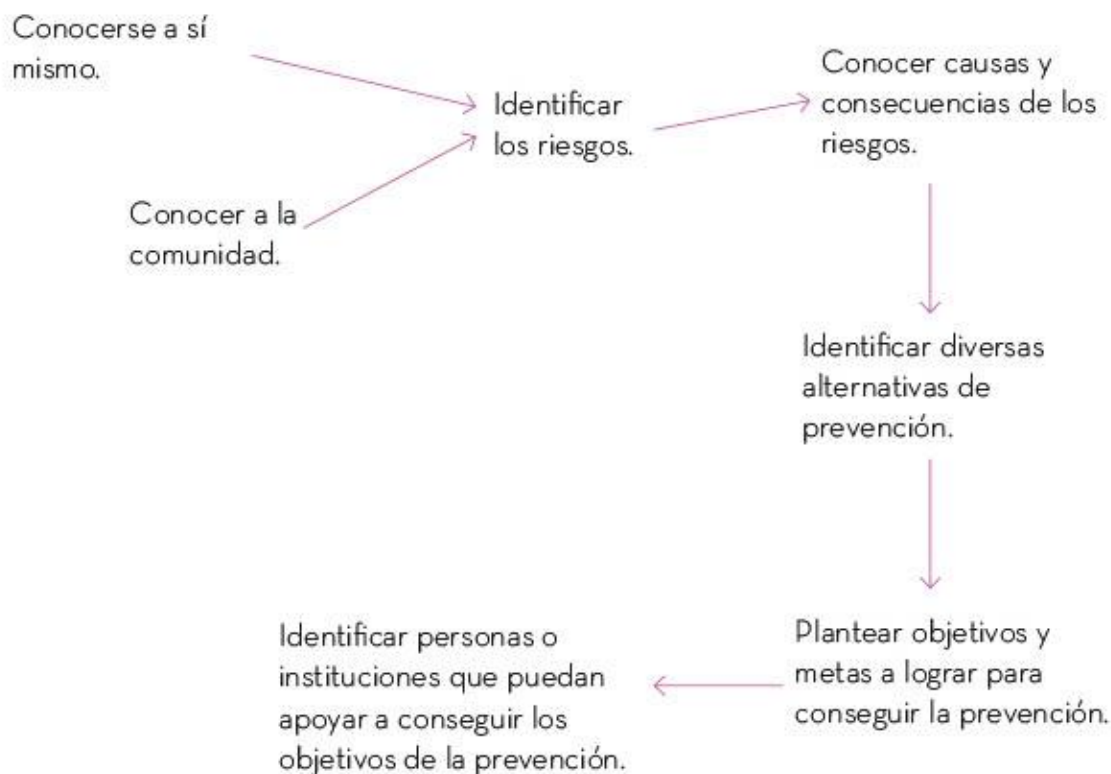 Conocerse a sí
mismo.
Conocer a la
comunidad.
Identificar
los riesgos.
Conocer causas y
consecuencias de los
riesgos.
Identificar diversas
alternativas de
prevención.
Plantear objetivos y
metas a lograr para
conseguir la prevención.
Identificar personas o
instituciones que puedan
apoyar a conseguir los
objetivos de la prevención.